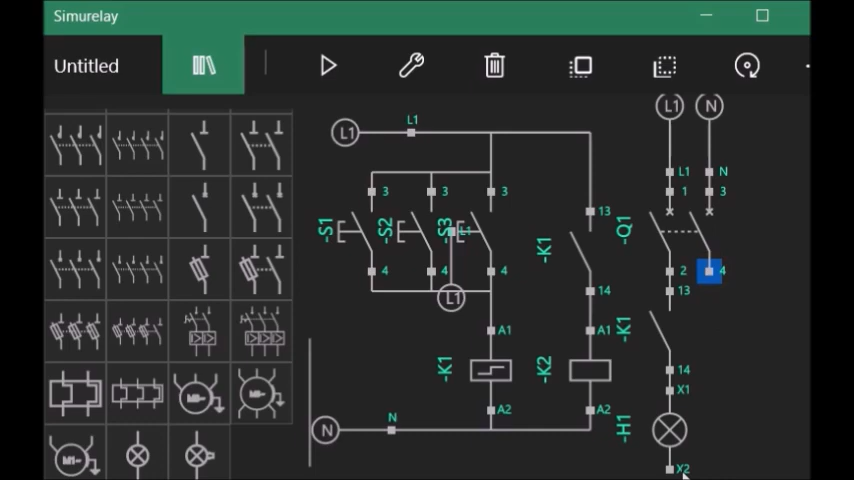 Simurelay
Untitled
L1 N
L1 L1
L1 N
3 3 3 1 3
13
-S1 -S2 -S3 L1 -K1 -Q1
4 4 4 2 4
L1 14 13
A1 A1 -K1
-K1 -K2 14
X1
A2 A2
N N -H1
X2